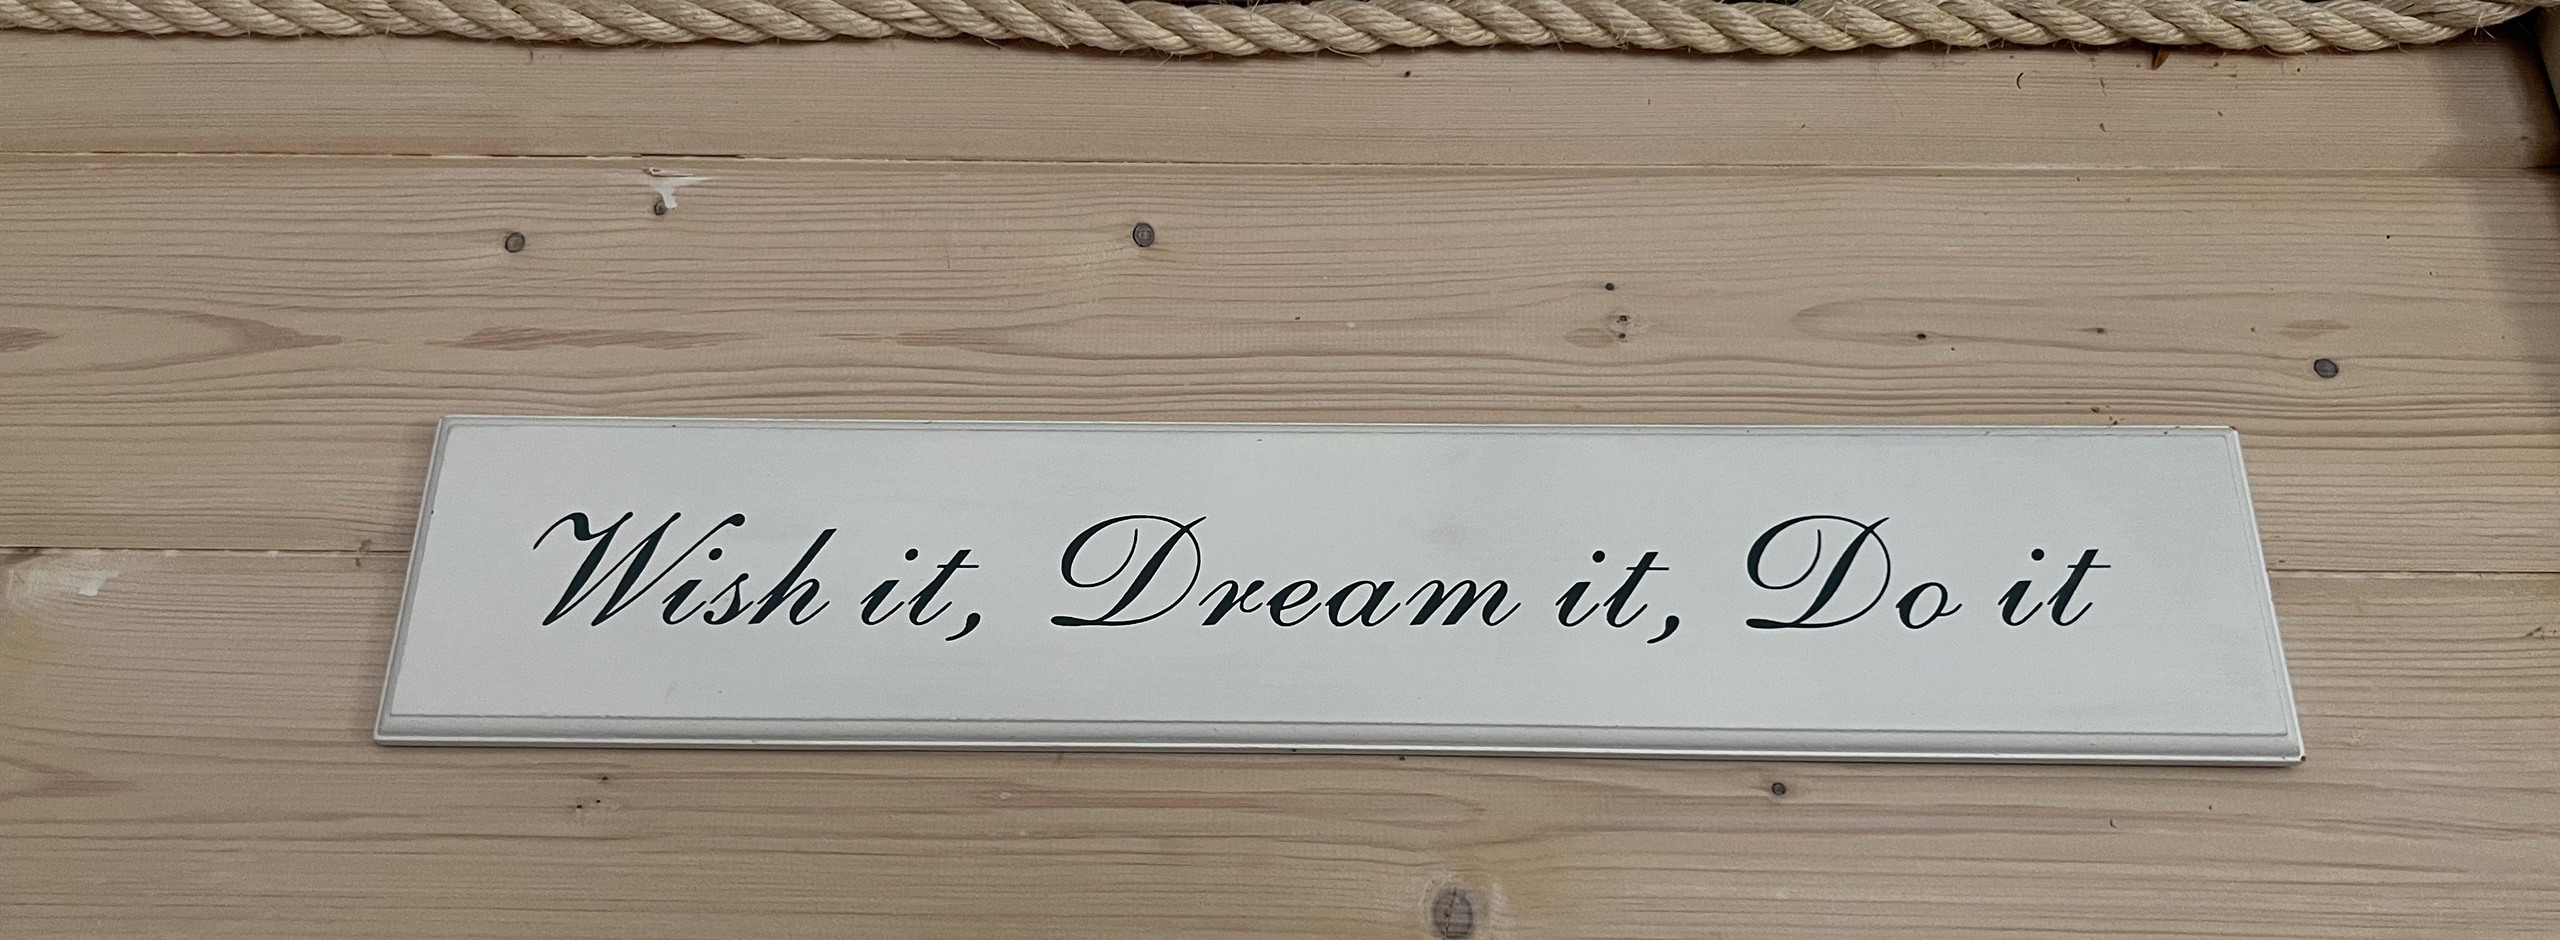 Wish it, Dream it, Do it